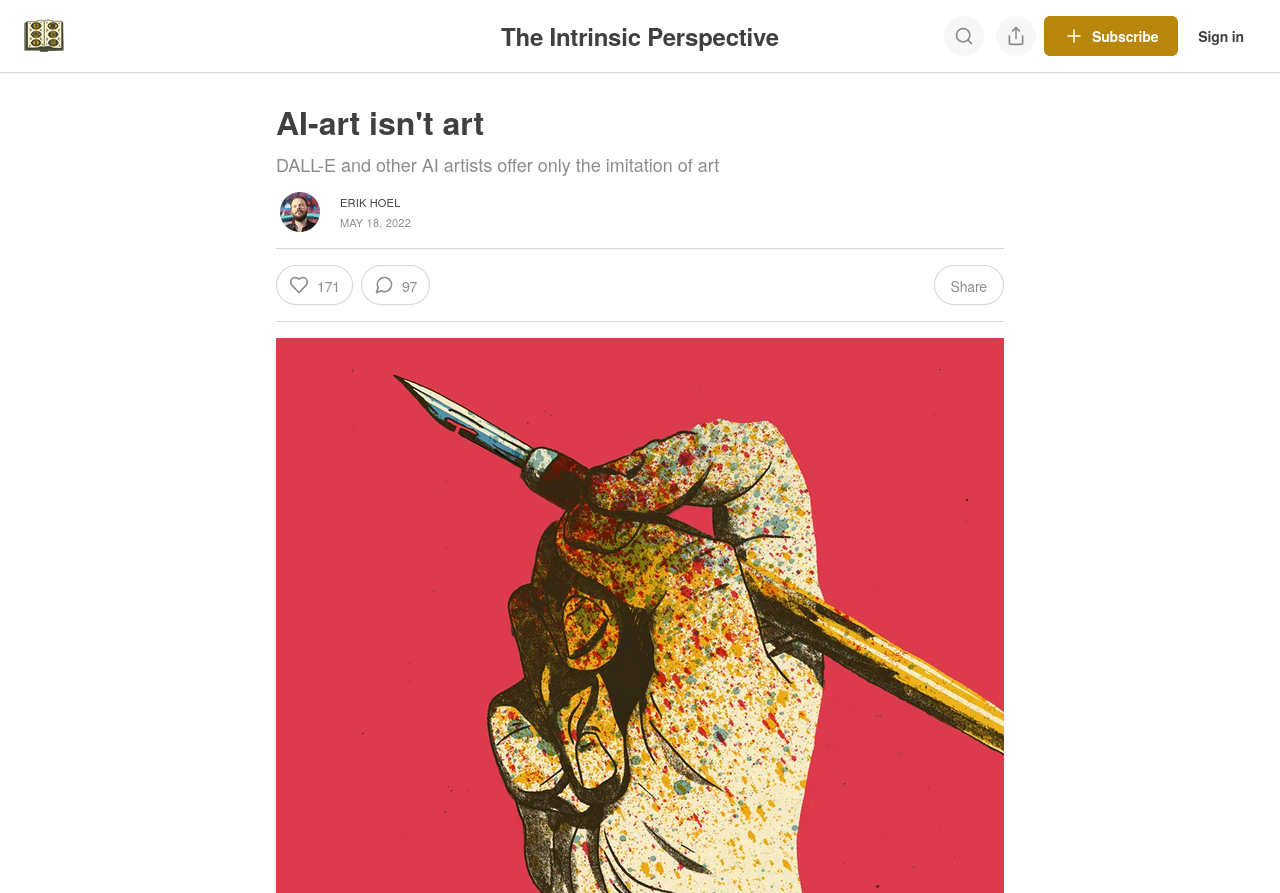 The Intrinsic Perspective
Subscribe
Sign in
AI-art isn't art
DALL-E and other AI artists offer only the imitation of art
ERIK HOEL
MAY 18, 2022
171
97
Share